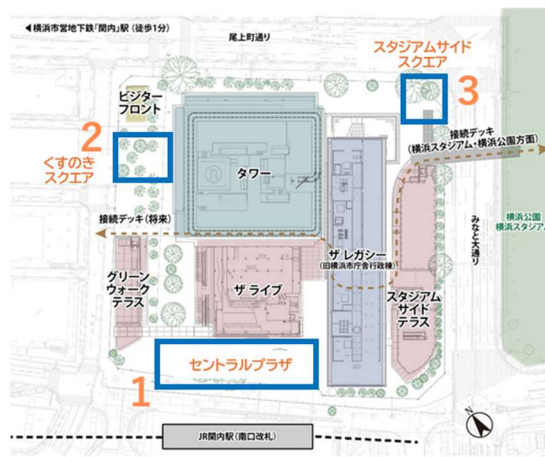 ◀横浜市営地下鉄「関内」駅（徒歩1分）
尾上町通り
スタジアムサイド
スクエア
3
ビジター
フロント
2
くすのき
スクエア
タワー
接続デッキ
（横浜スタジアム・横浜公園方面）
接続デッキ（将来）
ザ レガシー
（旧横浜市庁舎行政棟）
みなと大通り
横浜公園
横浜スタジアム
グリーン
ウォーク
テラス
ザ ライブ
スタジアム
サイド
テラス
1
セントラルプラザ
N
JR関内駅（南口改札）